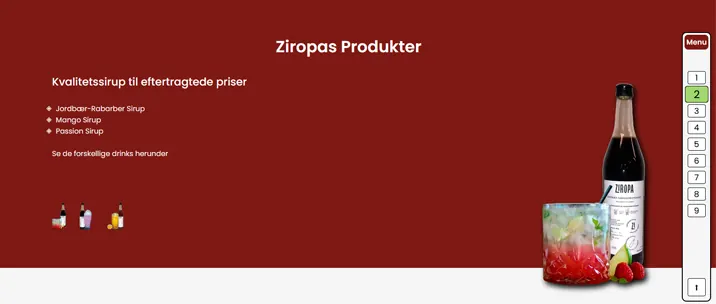 Ziropas Produkter
Kvalitetssirup til eftertragtede priser
Jordbær-Rabarber Sirup
Mango Sirup
Passion Sirup
Se de forskellige drinks herunder
ZIROPA
Menu
1
2
3
4
5
6
7
8
9